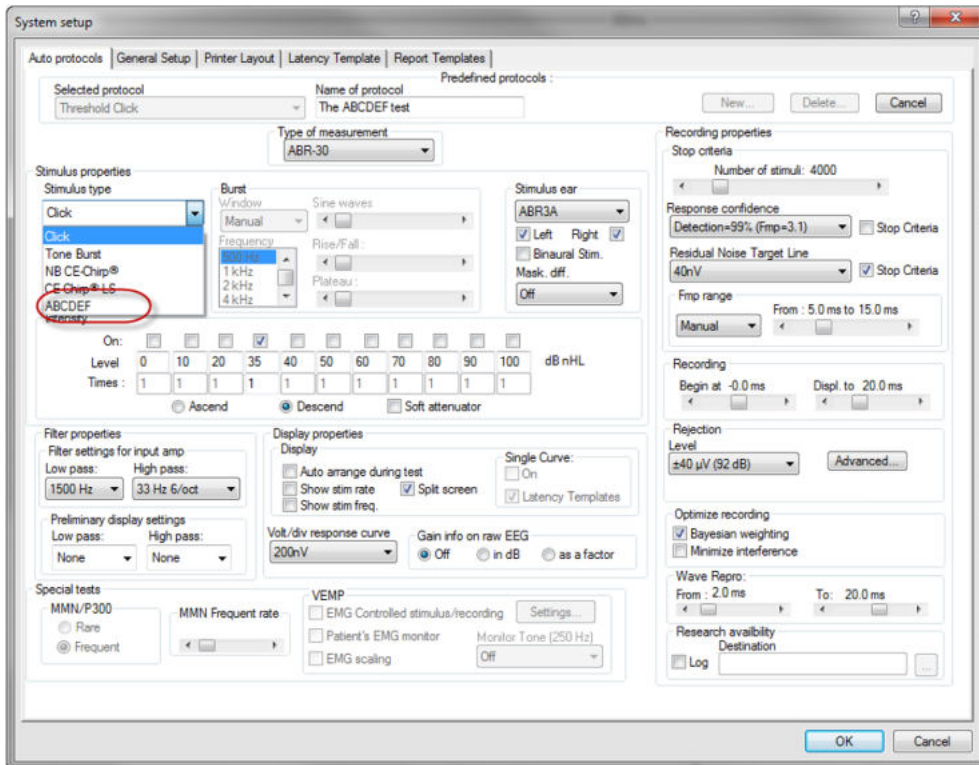 System setup
Auto protocols General Setup Printer Layout Latency Template Report Templates
Predefined protocols :
Selected protocol
Threshold Click
Name of protocol
The ABCDEF test
New... Delete... Cancel
Type of measurement
ABR-30
Stimulus properties
Stimulus type
Click
Click
Tone Burst
NB CE-Chirp®
CE-Chirp® LS
ABCDEF
Burst
Window
Manual
Sine waves
Frequency
500 Hz
1 kHz
2 kHz
4 kHz
Rise/Fall :
Plateau :
Stimulus ear
ABR3A
Left Right
Binaural Stim.
Mask. diff.
Off
Intensity
On:
Level 0 10 20 35 40 50 60 70 80 90 100 dB nHL
Times : 1 1 1 1 1 1 1 1 1 1 1
Ascend Descend Soft attenuator
Filter properties
Filter settings for input amp
Low pass: High pass:
1500 Hz 33 Hz 6/oct
Preliminary display settings
Low pass: High pass:
None None
Display properties
Display
Auto arrange during test
Show stim rate Split screen
Show stim freq.
Single Curve:
On
Latency Templates
Volt/div response curve
200nV
Gain info on raw EEG
Off in dB as a factor
Special tests
MMN/P300
Rare
Frequent
MMN Frequent rate
VEMP
EMG Controlled stimulus/recording Settings...
Patient's EMG monitor
EMG scaling
Monitor Tone (250 Hz)
Off
Recording properties
Stop criteria
Number of stimuli: 4000
Response confidence
Detection=99% (Fmp=3.1) Stop Criteria
Residual Noise Target Line
40nV Stop Criteria
Fmp range
Manual
From : 5.0 ms to 15.0 ms
Recording
Begin at -0.0 ms Displ. to 20.0 ms
Rejection
Level
±40 µV (92 dB) Advanced...
Optimize recording
Bayesian weighting
Minimize interference
Wave Repro:
From : 2.0 ms To: 20.0 ms
Research availbility
Destination
Log ...
OK Cancel